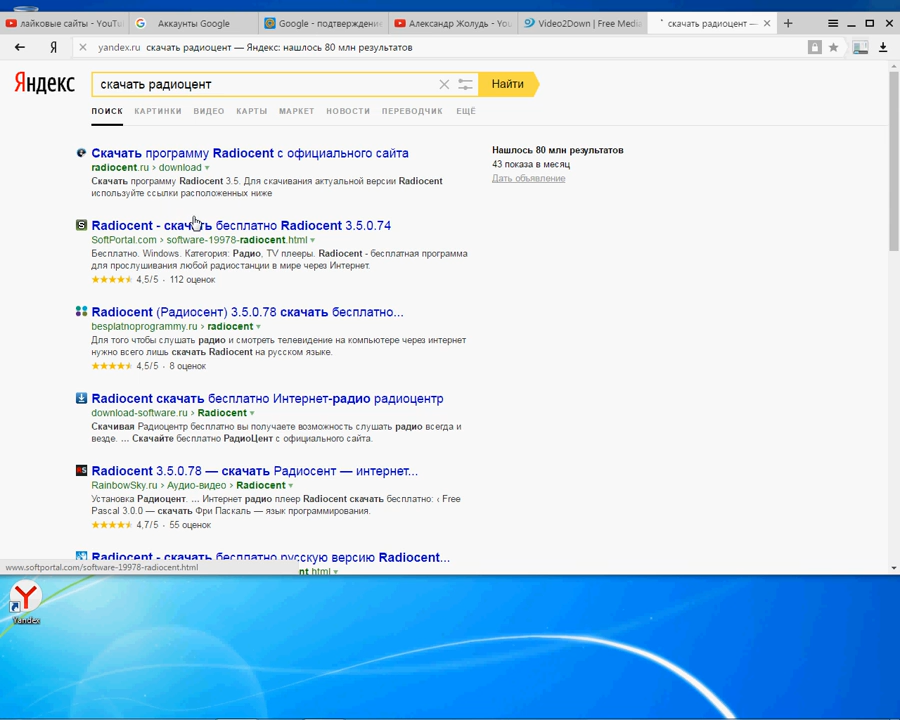 лайковые сайты - YouTu
Аккаунты Google
Google - подтверждени
Александр Жолудь - You
Video2Down | Free Media
скачать радиоцент —
Я
yandex.ru скачать радиоцент — Яндекс: нашлось 80 млн результатов
Яндекс
скачать радиоцент
Найти
ПОИСК КАРТИНКИ ВИДЕО КАРТЫ МАРКЕТ НОВОСТИ ПЕРЕВОДЧИК ЕЩЁ
Скачать программу Radiocent с официального сайта
radiocent.ru › download
Скачать программу Radiocent 3.5. Для скачивания актуальной версии Radiocent
используйте ссылки расположенных ниже
Нашлось 80 млн результатов
43 показа в месяц
Дать объявление
Radiocent - скачать бесплатно Radiocent 3.5.0.74
SoftPortal.com › software-19978-radiocent.html
Бесплатно. Windows. Категория: Радио, TV плееры. Radiocent - бесплатная программа
для прослушивания любой радиостанции в мире через Интернет.
4,5/5 · 112 оценок
Radiocent (Радиосент) 3.5.0.78 скачать бесплатно...
besplatnoprogrammy.ru › radiocent
Для того чтобы слушать радио и смотреть телевидение на компьютере через интернет
нужно всего лишь скачать Radiocent на русском языке.
4,5/5 · 8 оценок
Radiocent скачать бесплатно Интернет-радио радиоцентр
download-software.ru › Radiocent
Скачивая Радиоцентр бесплатно вы получаете возможность слушать радио всегда и
везде. ... Скачайте бесплатно РадиоЦент с официального сайта.
Radiocent 3.5.0.78 — скачать Радиосент — интернет...
RainbowSky.ru › Аудио-видео › Radiocent
Установка Радиоцент. ... Интернет радио плеер Radiocent скачать бесплатно: ‹ Free
Pascal 3.0.0 — скачать Фри Паскаль — язык программирования.
4,7/5 · 55 оценок
Radiocent - скачать бесплатно русскую версию Radiocent...
www.softportal.com/software-19978-radiocent.html
nt.html
Yandex